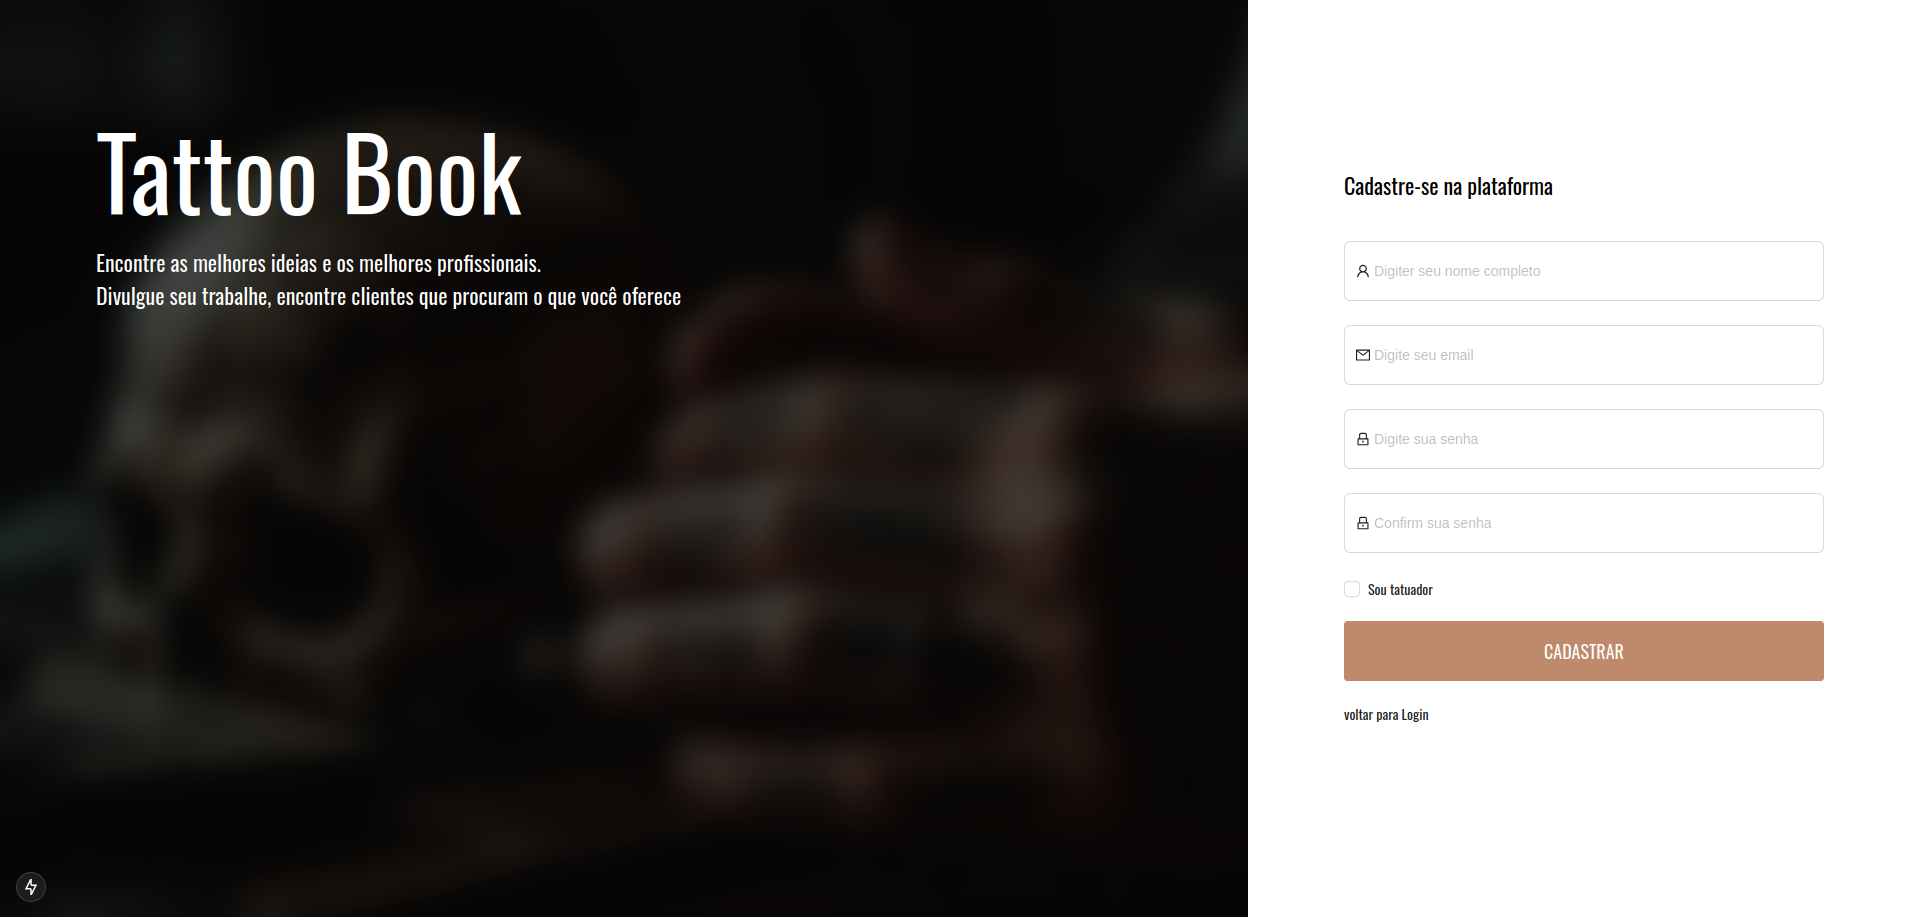 Tattoo Book
Encontre as melhores ideias e os melhores profissionais.
Divulgue seu trabalhe, encontre clientes que procuram o que você oferece
Cadastre-se na plataforma
Digiter seu nome completo
Digite seu email
Digite sua senha
Confirm sua senha
Sou tatuador
CADASTRAR
voltar para Login